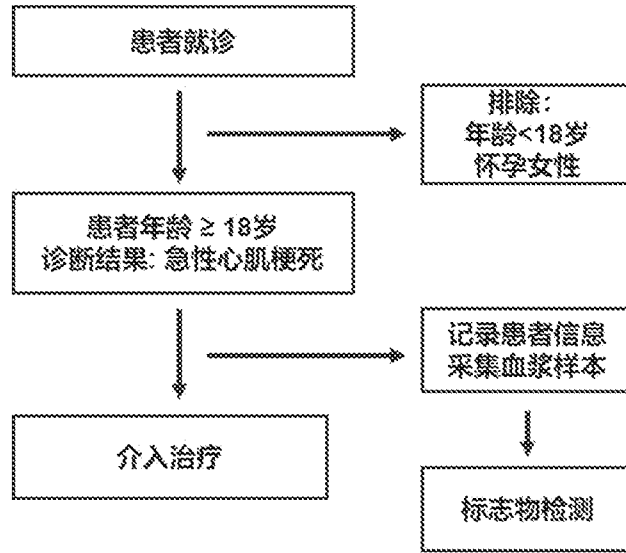 患者就诊
排除：
年龄<18岁
怀孕女性
患者年龄 ≥ 18岁
诊断结果: 急性心肌梗死
记录患者信息
采集血浆样本
介入治疗
标志物检测